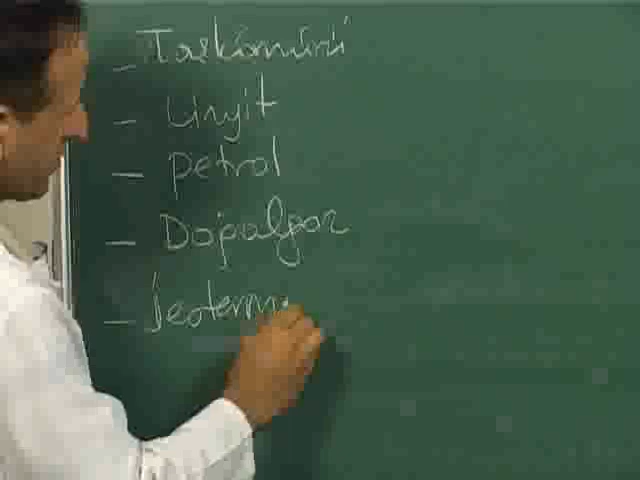 - Taşkömürü
- Linyit
- Petrol
- Doğalgaz
- Jeoterm